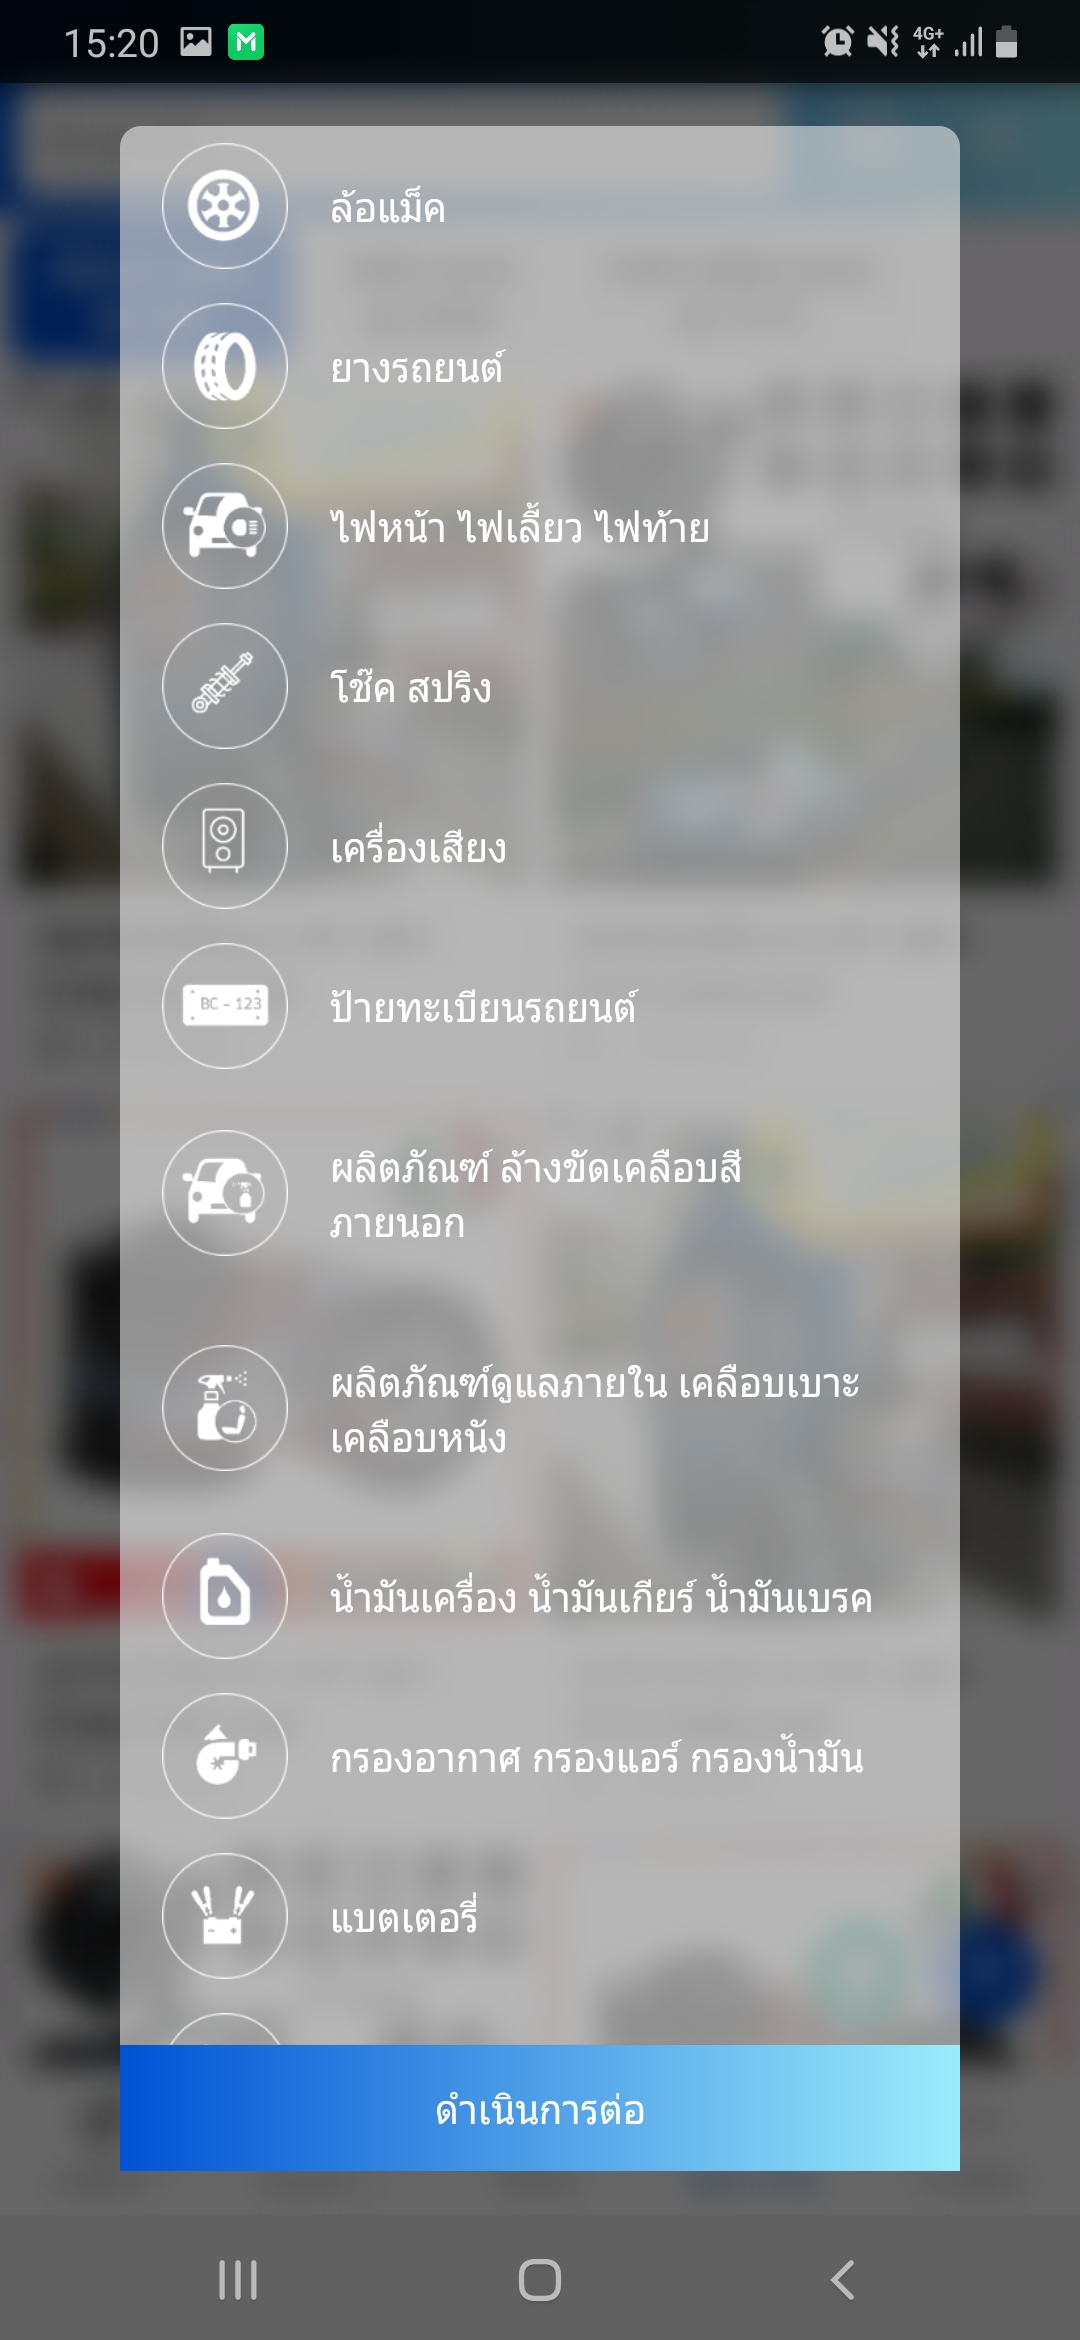 15:20
4G+
ล้อแม็ค
ยางรถยนต์
ไฟหน้า ไฟเลี้ยว ไฟท้าย
โช๊ค สปริง
เครื่องเสียง
BC - 123
ป้ายทะเบียนรถยนต์
ผลิตภัณฑ์ ล้างขัดเคลือบสี
ภายนอก
ผลิตภัณฑ์ดูแลภายใน เคลือบเบาะ
เคลือบหนัง
น้ำมันเครื่อง น้ำมันเกียร์ น้ำมันเบรค
กรองอากาศ กรองแอร์ กรองน้ำมัน
แบตเตอรี่
ดำเนินการต่อ